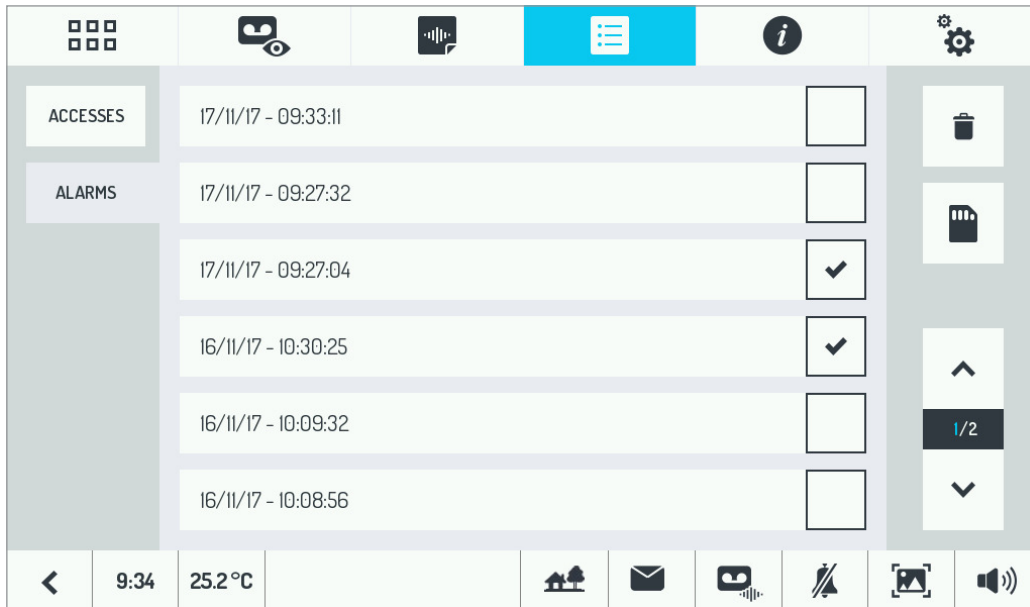 ACCESSES
ALARMS
17/11/17 - 09:33:11
17/11/17 - 09:27:32
17/11/17 - 09:27:04
16/11/17 - 10:30:25
16/11/17 - 10:09:32
16/11/17 - 10:08:56
1/2
9:34
25.2 °C